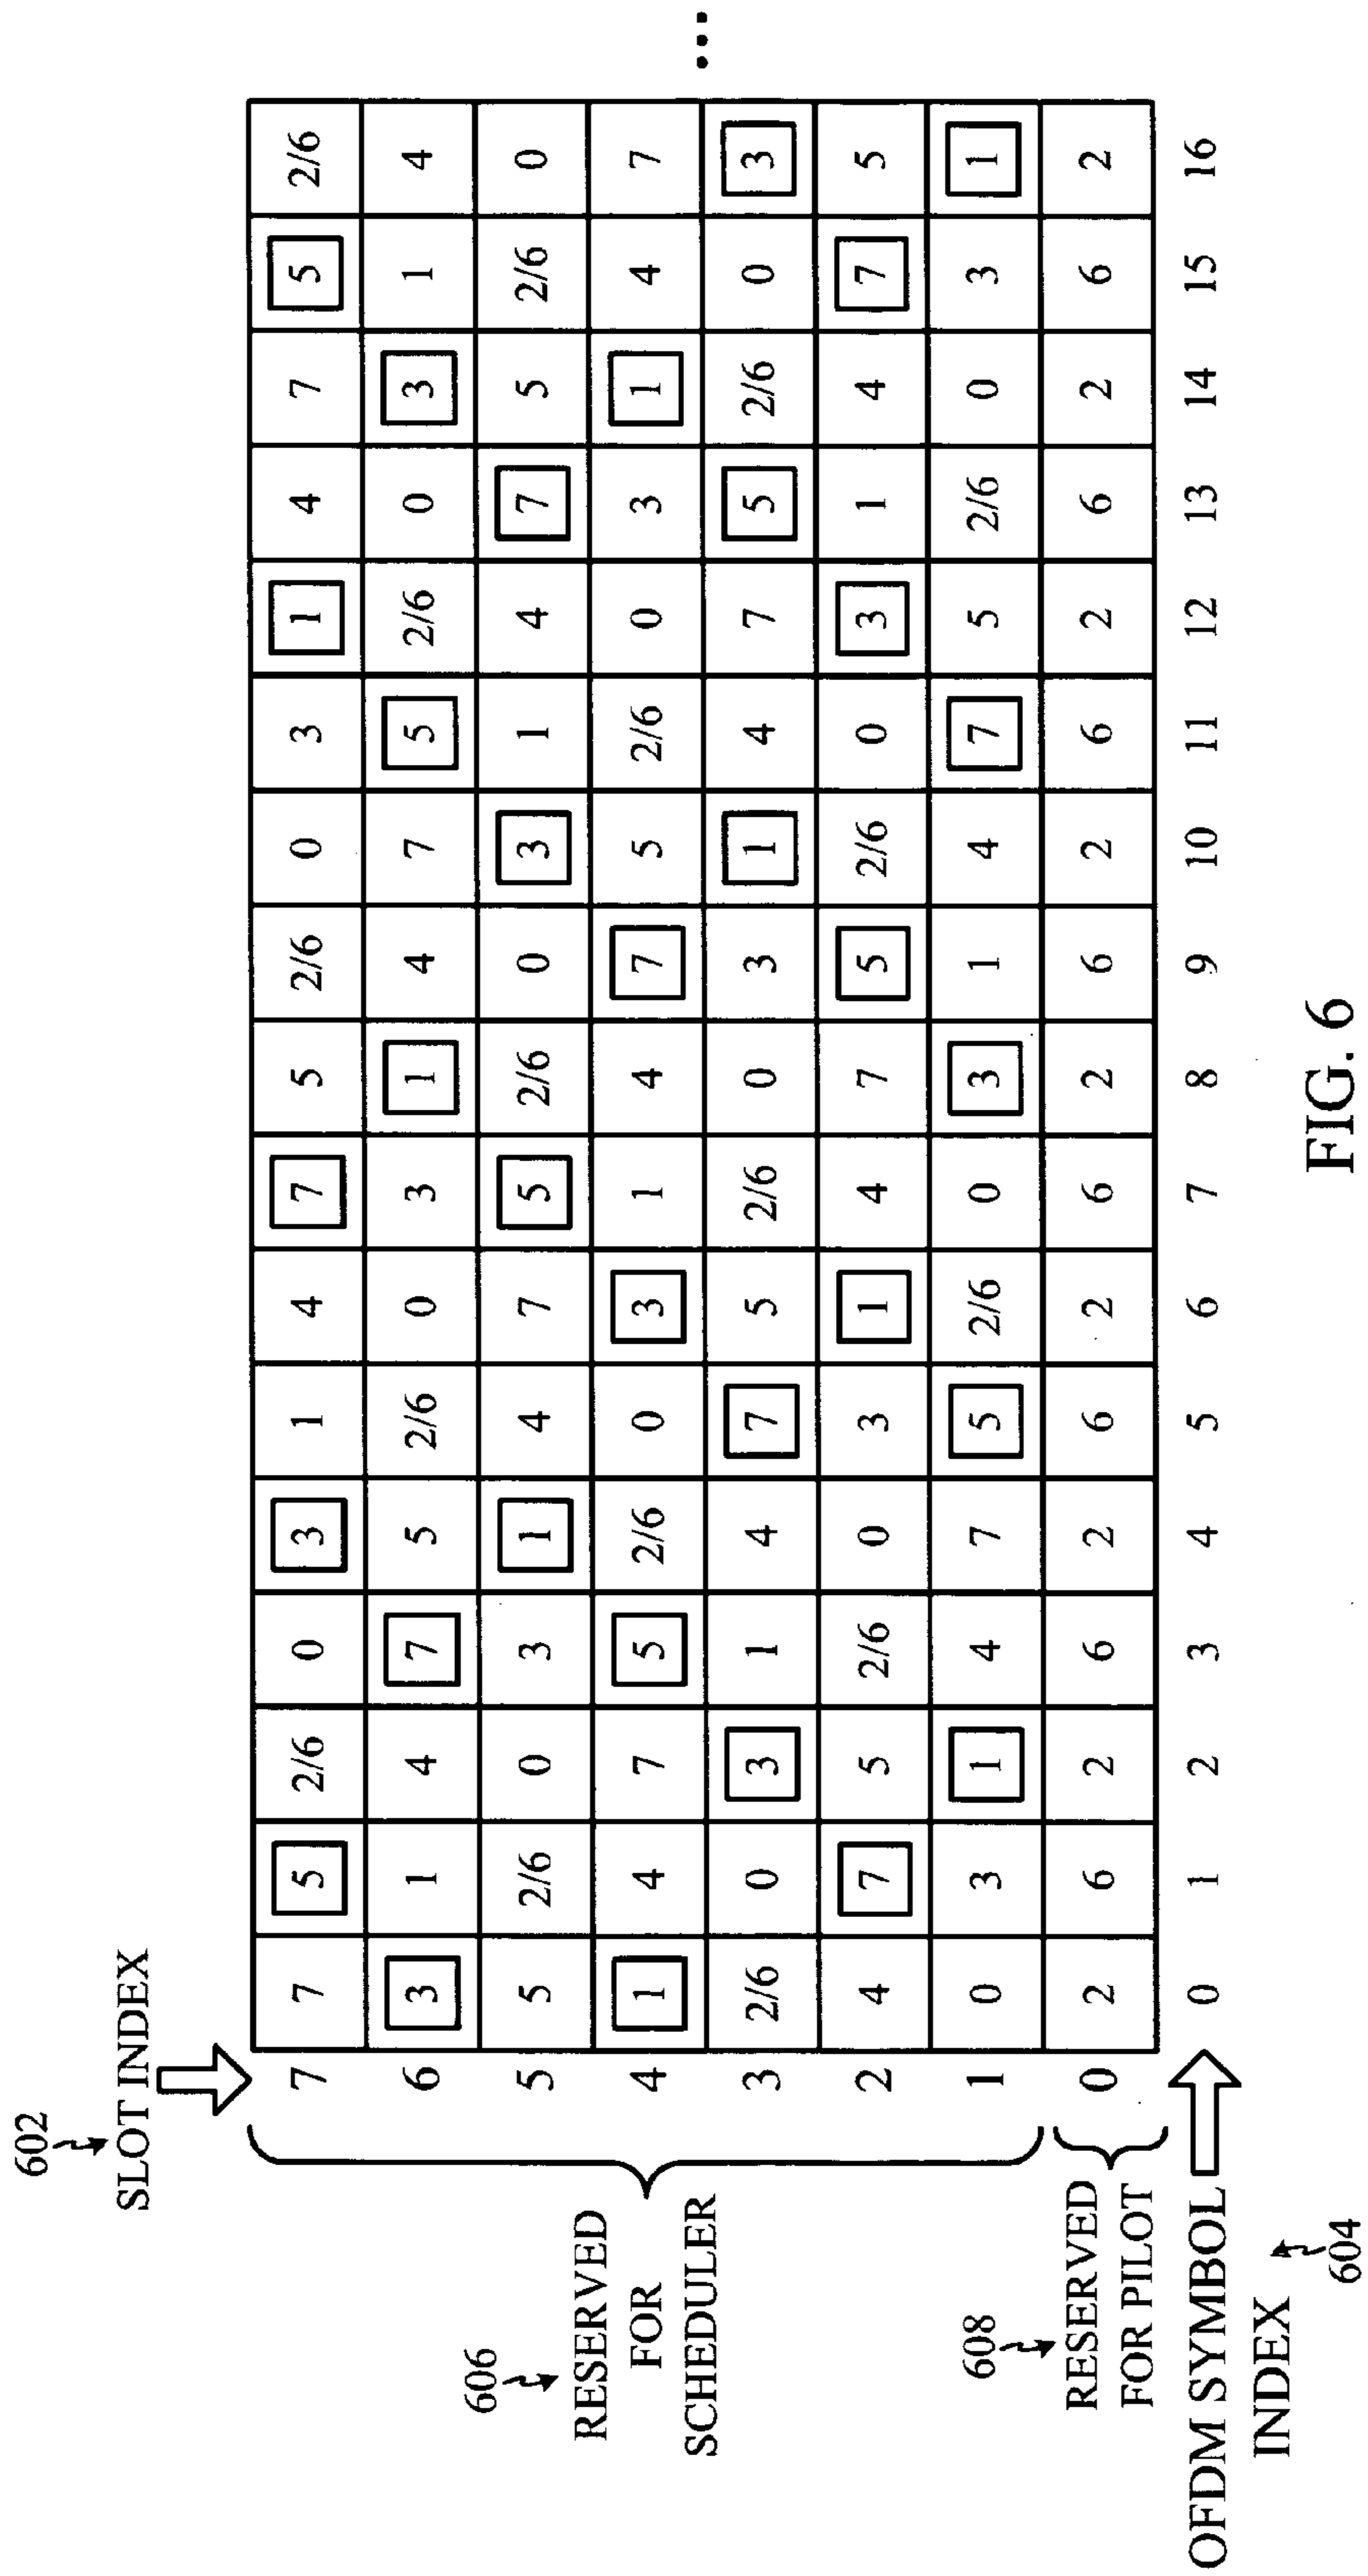 602
SLOT INDEX
7 7 [5] 2/6 0 [3] 1 4 [7] 5 2/6 0 3 [1] 4 7 [5] 2/6
6 [3] 1 4 [7] 5 2/6 0 3 [1] 4 7 [5] 2/6 0 [3] 1 4
5 5 2/6 0 3 [1] 4 7 [5] 2/6 0 [3] 1 4 [7] 5 2/6 0
4 [1] 4 7 [5] 2/6 0 [3] 1 4 [7] 5 2/6 0 3 [1] 4 7
3 2/6 0 [3] 1 4 [7] 5 2/6 0 3 [1] 4 7 [5] 2/6 0 [3]
2 4 [7] 5 2/6 0 3 [1] 4 7 [5] 2/6 0 [3] 1 4 [7] 5
1 0 3 [1] 4 7 [5] 2/6 0 [3] 1 4 [7] 5 2/6 0 3 [1]
0 2 6 2 6 2 6 2 6 2 6 2 6 2 6 2 6 2
0 1 2 3 4 5 6 7 8 9 10 11 12 13 14 15 16
...
606
RESERVED
FOR
SCHEDULER
608
RESERVED
FOR PILOT
OFDM SYMBOL
INDEX
604
FIG. 6